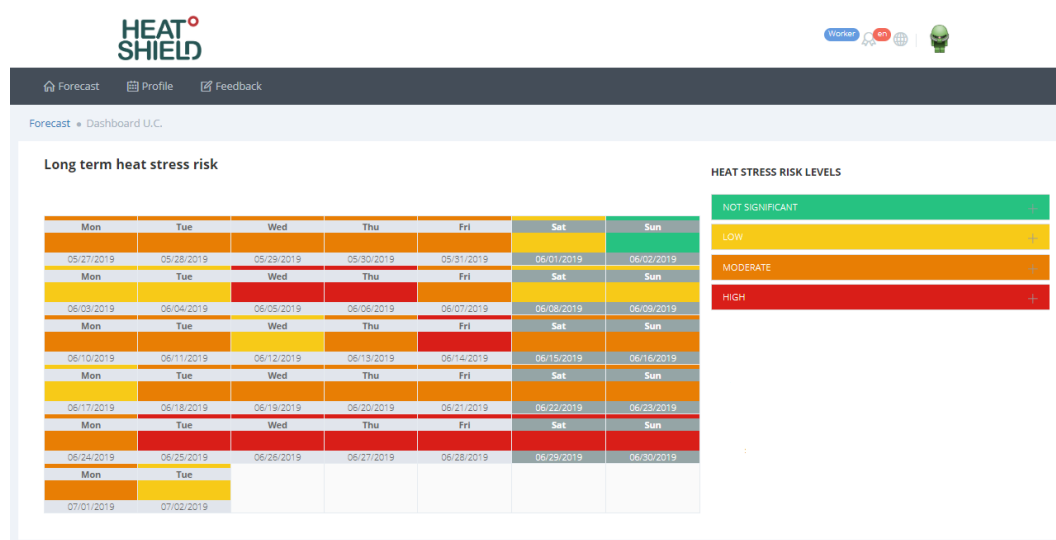 HEAT°
SHIELD
Worker en
Forecast Profile Feedback
Forecast • Dashboard U.C.
Long term heat stress risk
HEAT STRESS RISK LEVELS
NOT SIGNIFICANT
LOW
MODERATE
HIGH
Mon Tue Wed Thu Fri Sat Sun
05/27/2019 05/28/2019 05/29/2019 05/30/2019 05/31/2019 06/01/2019 06/02/2019
Mon Tue Wed Thu Fri Sat Sun
06/03/2019 06/04/2019 06/05/2019 06/06/2019 06/07/2019 06/08/2019 06/09/2019
Mon Tue Wed Thu Fri Sat Sun
06/10/2019 06/11/2019 06/12/2019 06/13/2019 06/14/2019 06/15/2019 06/16/2019
Mon Tue Wed Thu Fri Sat Sun
06/17/2019 06/18/2019 06/19/2019 06/20/2019 06/21/2019 06/22/2019 06/23/2019
Mon Tue Wed Thu Fri Sat Sun
06/24/2019 06/25/2019 06/26/2019 06/27/2019 06/28/2019 06/29/2019 06/30/2019
Mon Tue
07/01/2019 07/02/2019